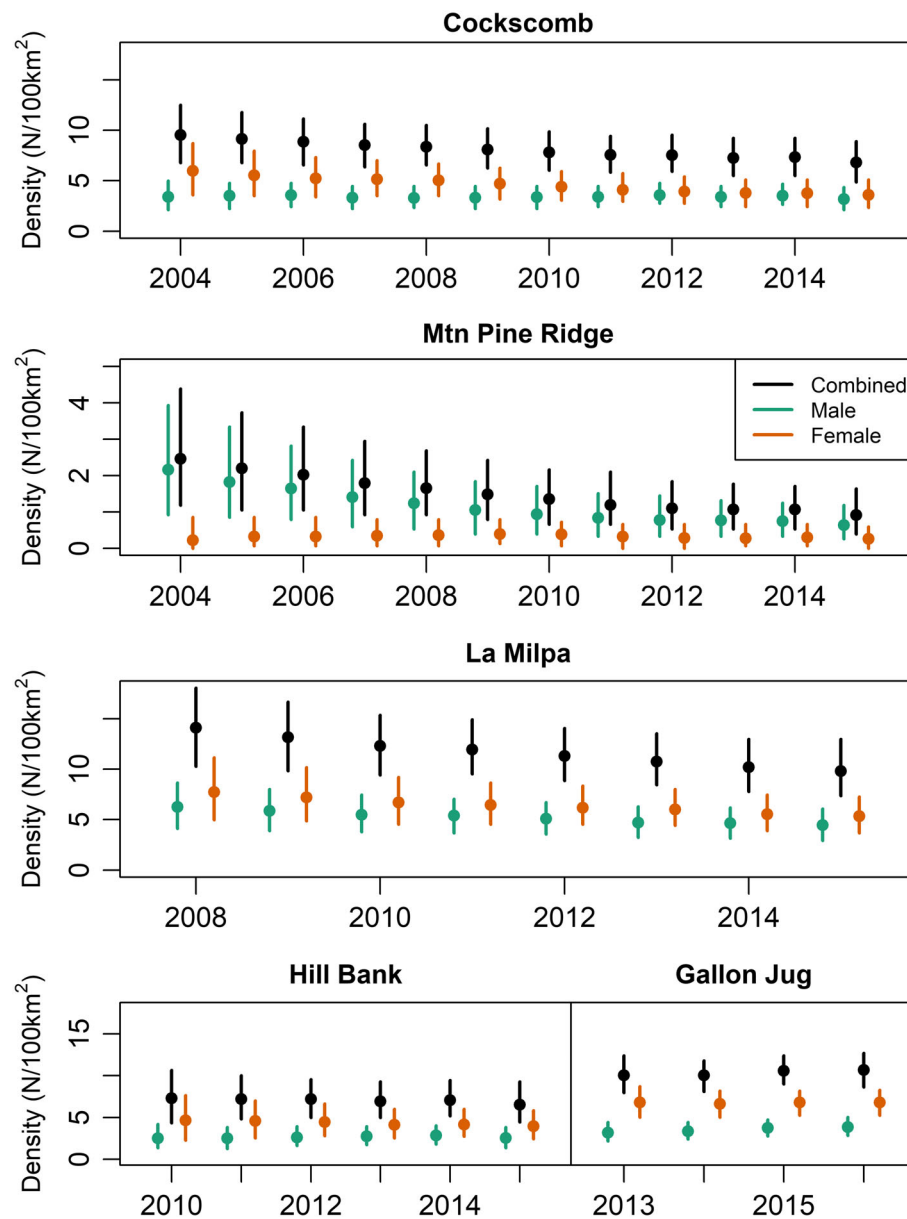 Cockscomb
Density (N/100km²)
0 5 10
2004 2006 2008 2010 2012 2014
Mtn Pine Ridge
Density (N/100km²)
0 2 4
Combined
Male
Female
2004 2006 2008 2010 2012 2014
La Milpa
Density (N/100km²)
0 5 10
2008 2010 2012 2014
Hill Bank Gallon Jug
Density (N/100km²)
0 5 15
2010 2012 2014 2013 2015